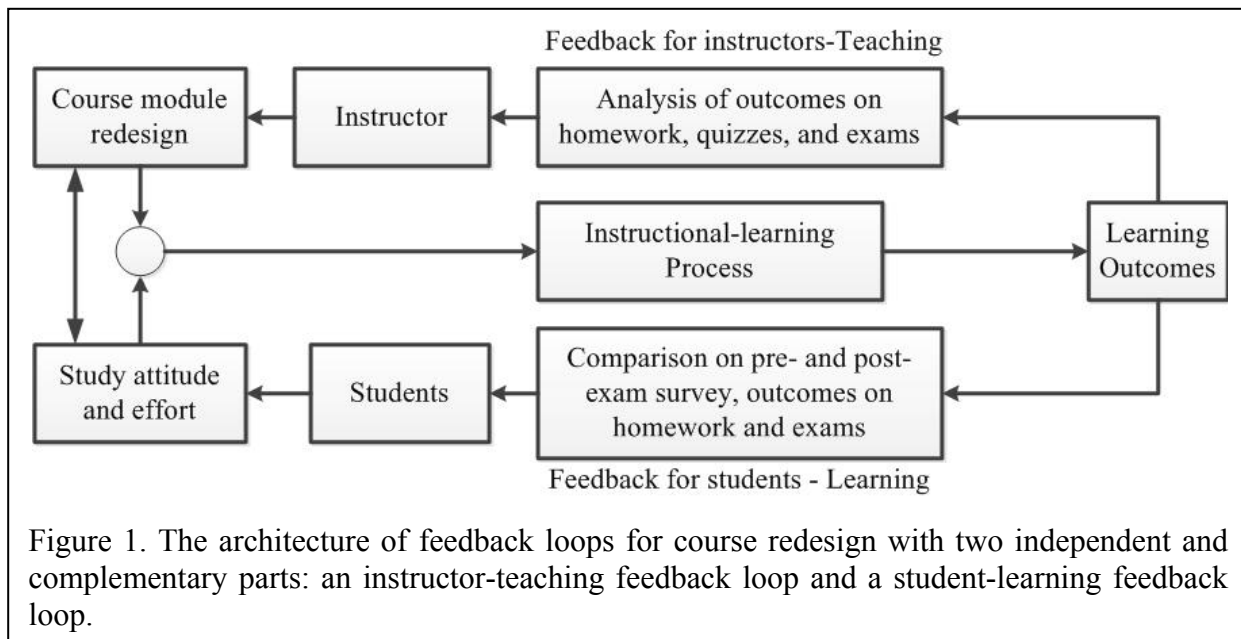 Feedback for instructors-Teaching
Course module
redesign
Instructor
Analysis of outcomes on
homework, quizzes, and exams
Instructional-learning
Process
Learning
Outcomes
Study attitude
and effort
Students
Comparison on pre- and post-
exam survey, outcomes on
homework and exams
Feedback for students - Learning
Figure 1. The architecture of feedback loops for course redesign with two independent and
complementary parts: an instructor-teaching feedback loop and a student-learning feedback
loop.